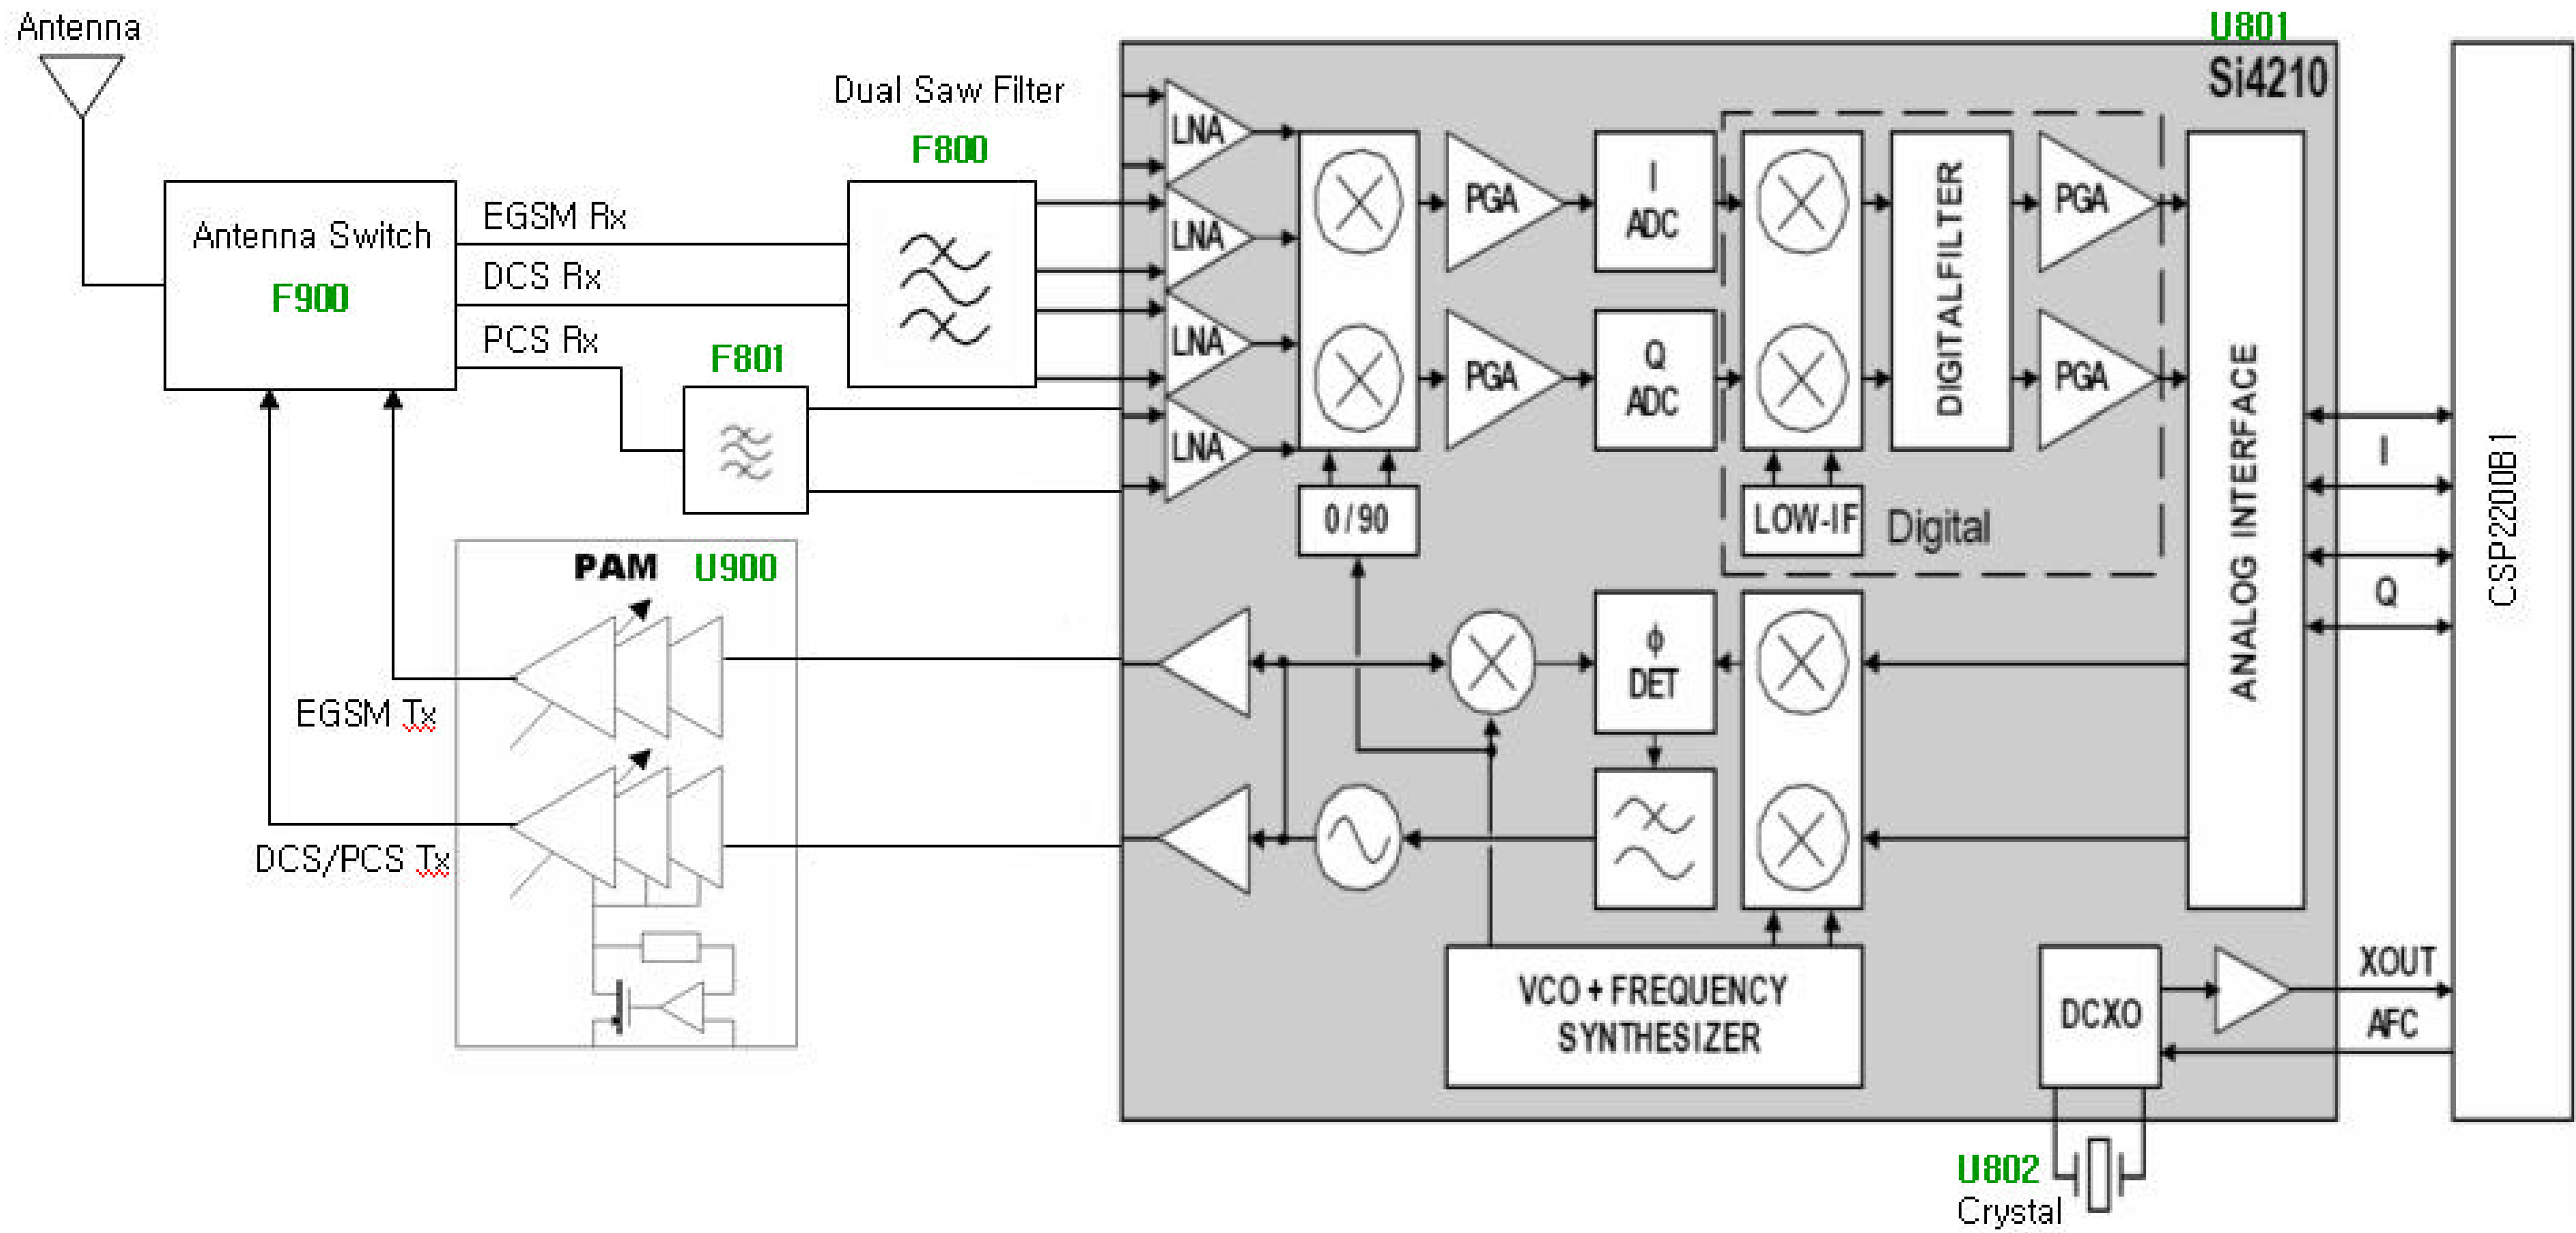 Antenna
U801
Si4210
Dual Saw Filter
F800
Antenna Switch
F900
EGSM Rx
DCS Rx
PCS Rx
F801
LNA
LNA
LNA
LNA
PGA
PGA
I
ADC
Q
ADC
0 / 90
LOW-IF
Digital
DIGITALFILTER
PGA
PGA
ANALOG INTERFACE
I
Q
CSP2200B1
PAM U900
EGSM Tx
DCS/PCS Tx
ϕ
DET
VCO + FREQUENCY
SYNTHESIZER
DCXO
XOUT
AFC
U802
Crystal